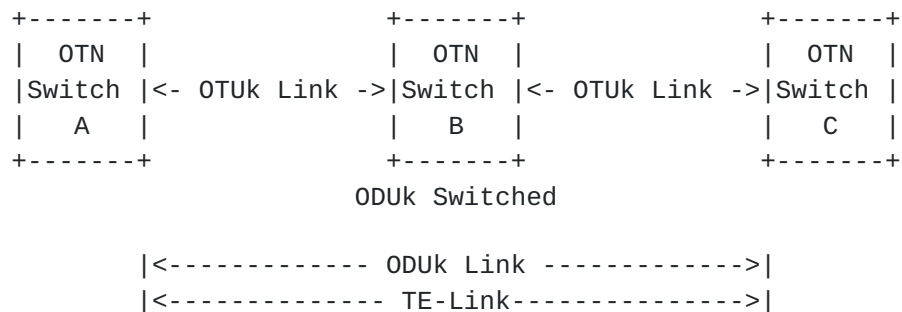 +-------+                  +-------+                  +-------+
|  OTN  |                  |  OTN  |                  |  OTN  |
|Switch |<- OTUk Link ->|Switch |<- OTUk Link ->|Switch |
|   A   |                  |   B   |                  |   C   |
+-------+                  +-------+                  +-------+
ODUk Switched
|<------------- ODUk Link ------------->|
|<-------------- TE-Link--------------->|